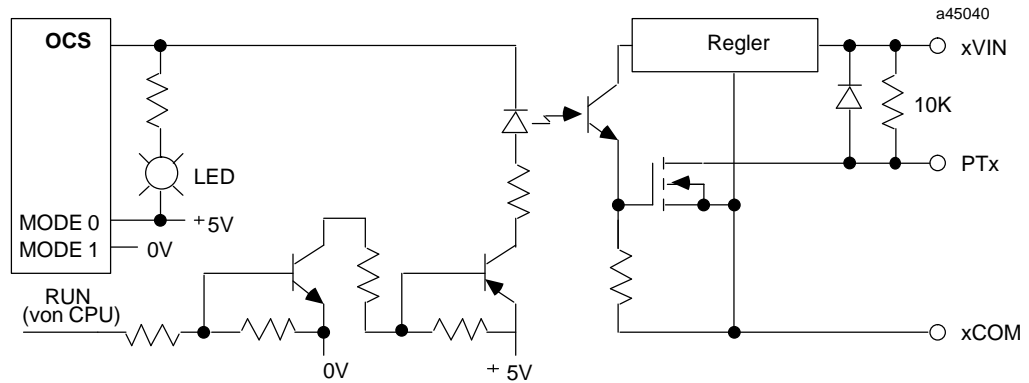 a45040
OCS
Regler
xVIN
10K
LED
PTx
MODE 0
+5V
MODE 1
0V
RUN
(von CPU)
0V
+ 5V
xCOM